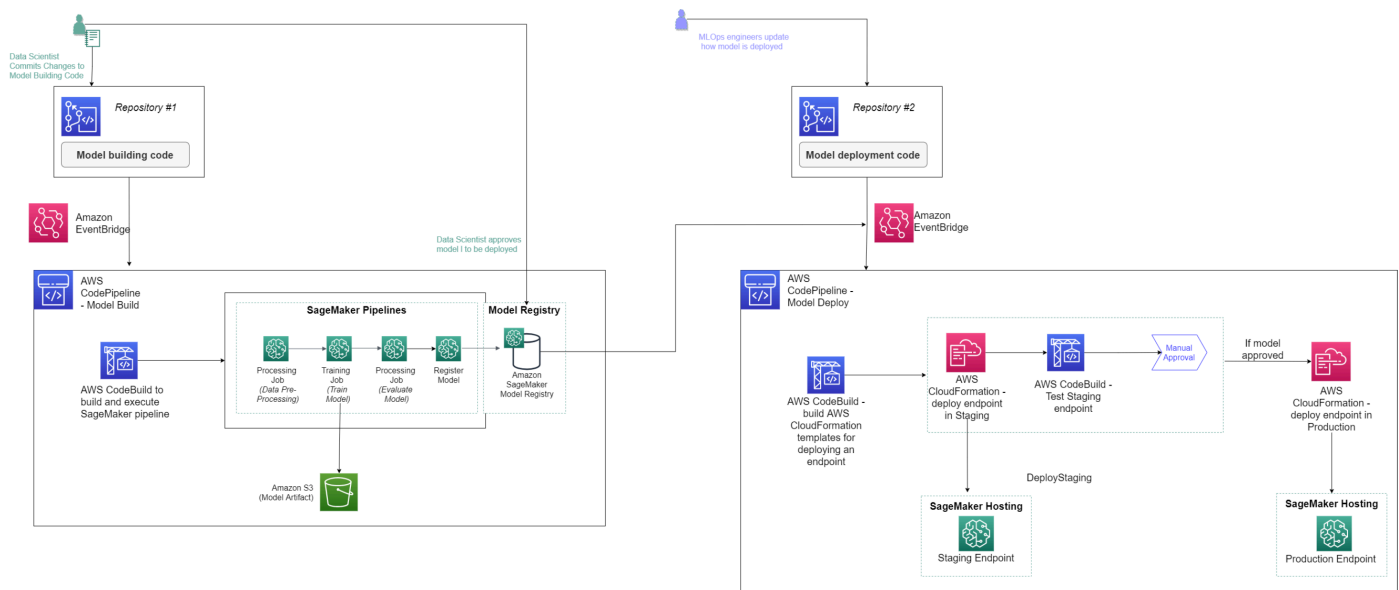 Data Scientist
Commits Changes to
Model Building Code
Repository #1
Model building code
Amazon
EventBridge
Data Scientist approves
model I to be deployed
AWS
CodePipeline
- Model Build
AWS CodeBuild to
build and execute
SageMaker pipeline
SageMaker Pipelines
Processing
Job
(Data Pre-
Processing)
Training
Job
(Train
Model)
Processing
Job
(Evaluate
Model)
Register
Model
Model Registry
Amazon
SageMaker
Model Registry
Amazon S3
(Model Artifact)
MLOps engineers update
how model is deployed
Repository #2
Model deployment code
Amazon
EventBridge
AWS
CodePipeline -
Model Deploy
AWS CodeBuild -
build AWS
CloudFormation
templates for
deploying an
endpoint
AWS
CloudFormation -
deploy endpoint
in Staging
AWS CodeBuild -
Test Staging
endpoint
Manual
Approval
If model
approved
AWS
CloudFormation -
deploy endpoint in
Production
DeployStaging
SageMaker Hosting
Staging Endpoint
SageMaker Hosting
Production Endpoint